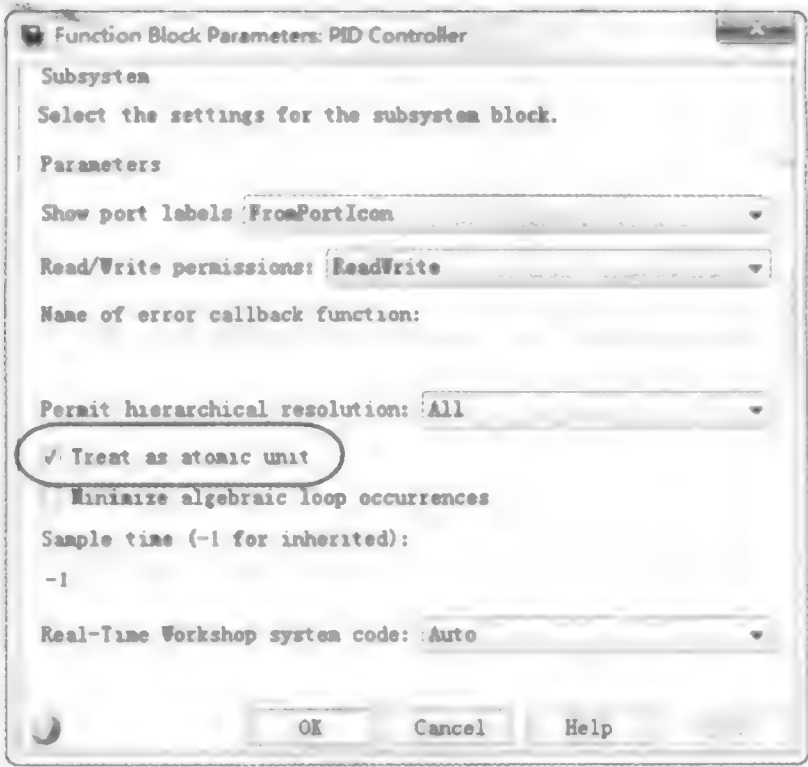 Function Block Parameters: PID Controller
Subsystem
Select the settings for the subsystem block.
Parameters
Show port labels FromPortIcon
Read/Write permissions: ReadWrite
Name of error callback function:
Permit hierarchical resolution: All
✓ Treat as atomic unit
Minimize algebraic loop occurrences
Sample time (-1 for inherited):
-1
Real-Time Workshop system code: Auto
OK Cancel Help